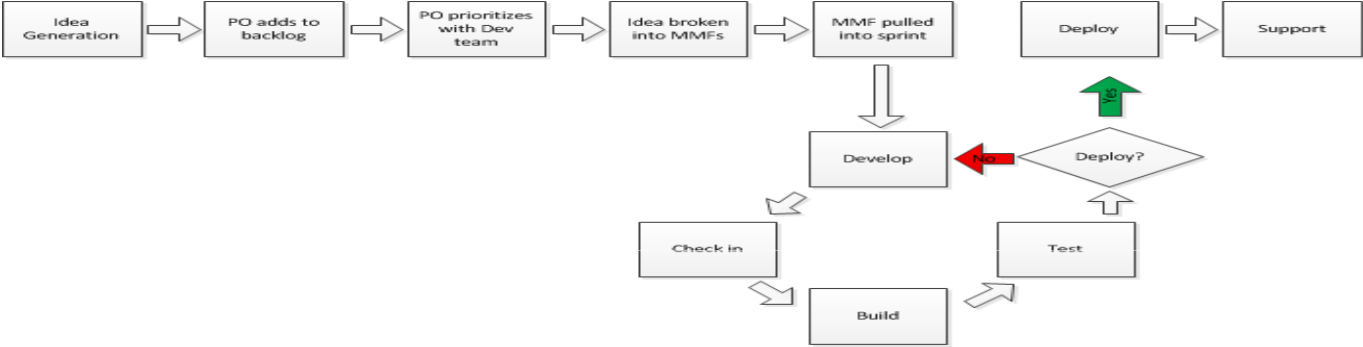 Idea
Generation
PO adds to
backlog
PO prioritizes
with Dev
team
Idea broken
into MMFs
MMF pulled
into sprint
Deploy
Support
Yes
Develop
No
Deploy?
Check in
Test
Build